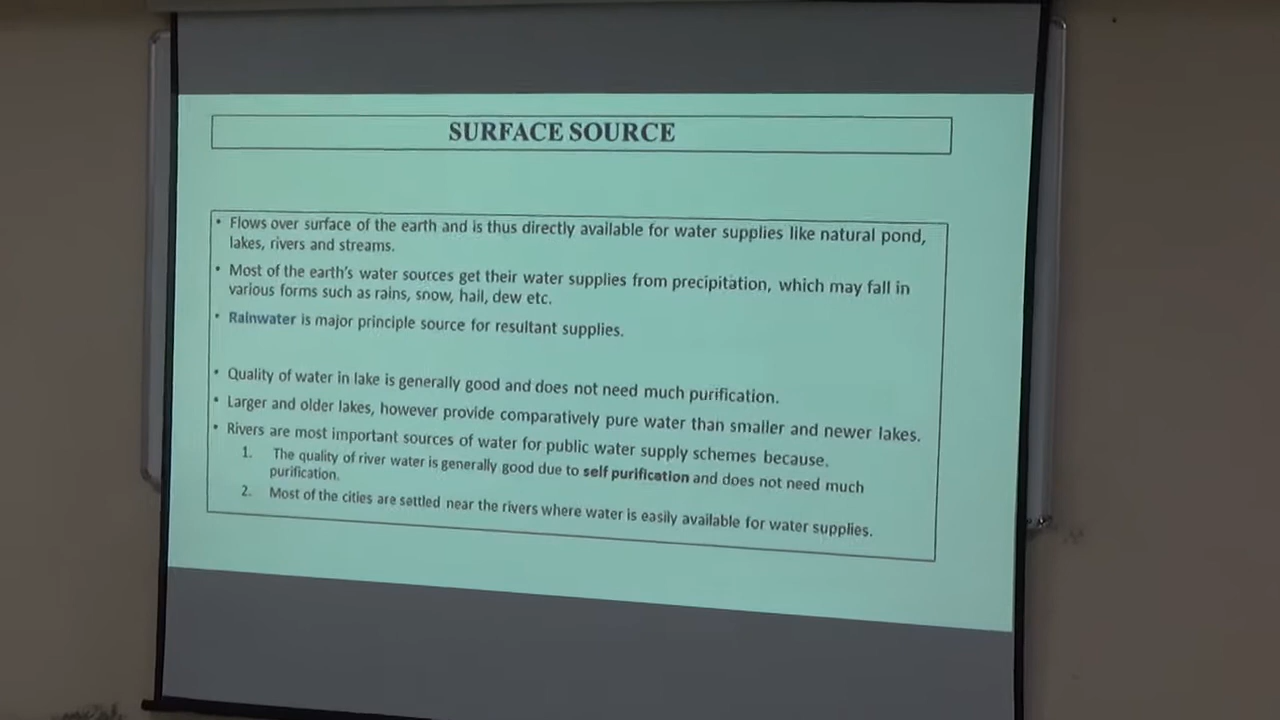 SURFACE SOURCE
• Flows over surface of the earth and is thus directly available for water supplies like natural pond,
lakes, rivers and streams.
• Most of the earth's water sources get their water supplies from precipitation, which may fall in
various forms such as rains, snow, hail, dew etc.
• Rainwater is major principle source for resultant supplies.
• Quality of water in lake is generally good and does not need much purification.
• Larger and older lakes, however provide comparatively pure water than smaller and newer lakes.
• Rivers are most important sources of water for public water supply schemes because.
1. The quality of river water is generally good due to self purification and does not need much
purification.
2. Most of the cities are settled near the rivers where water is easily available for water supplies.